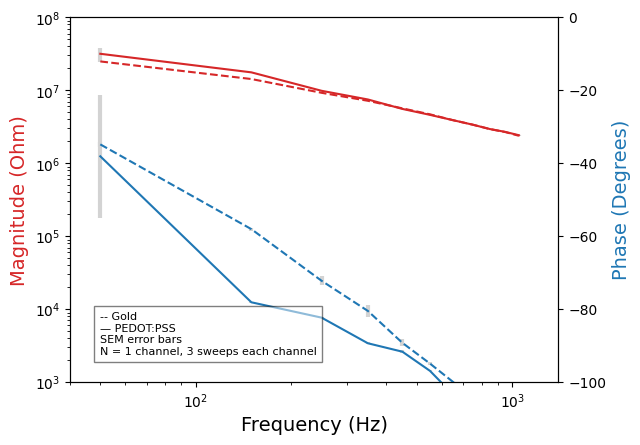 10^8
10^7
10^6
10^5
10^4
10^3
Magnitude (Ohm)
0
−20
−40
−60
−80
−100
Phase (Degrees)
-- Gold
— PEDOT:PSS
SEM error bars
N = 1 channel, 3 sweeps each channel
10^2
10^3
Frequency (Hz)